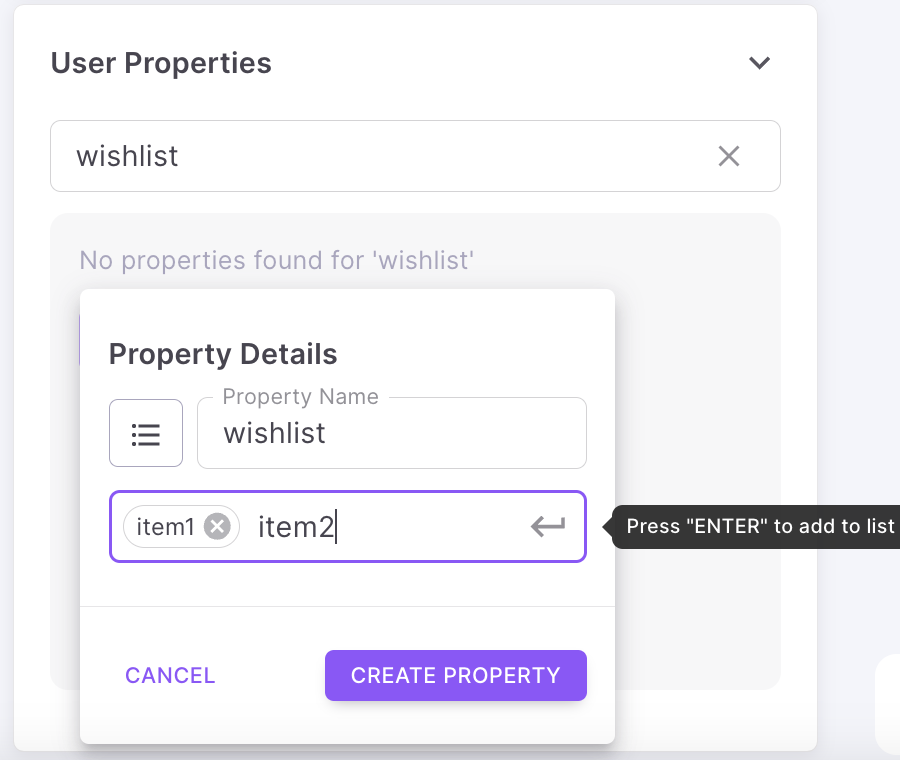 User Properties
wishlist
No properties found for 'wishlist'
Property Details
Property Name
wishlist
item1 item2
Press "ENTER" to add to list
CANCEL CREATE PROPERTY